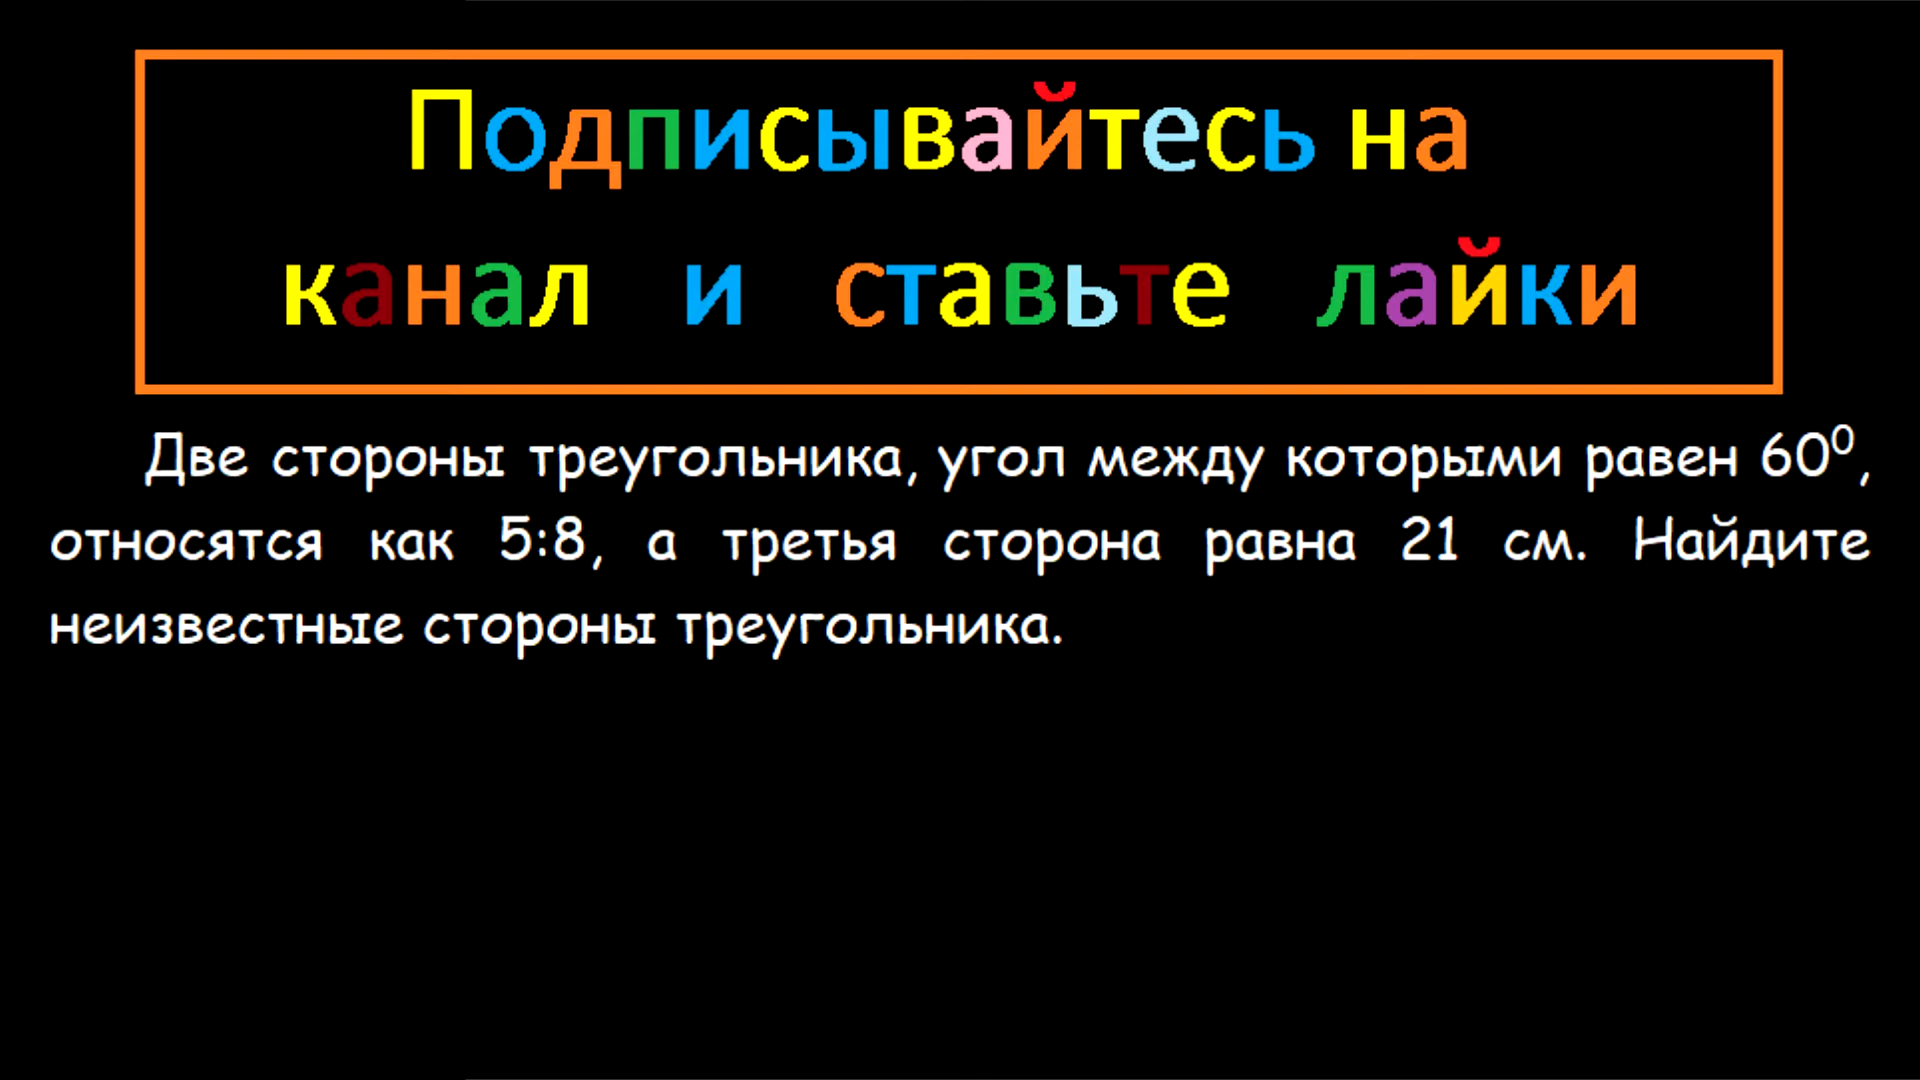 Подписывайтесь на
канал и ставьте лайки
Две стороны треугольника, угол между которыми равен 60⁰,
относятся как 5:8, а третья сторона равна 21 см. Найдите
неизвестные стороны треугольника.